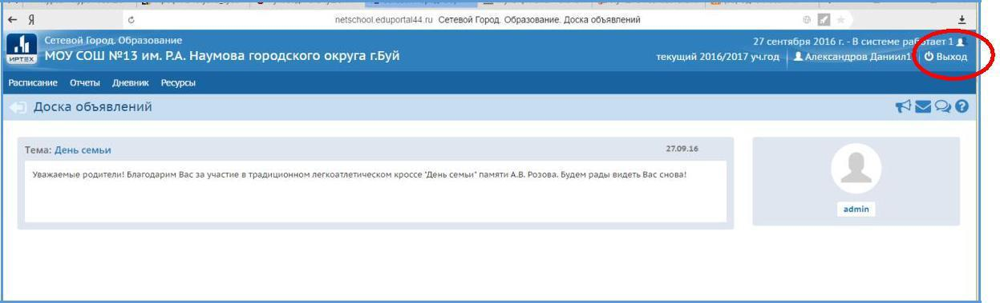 Я
netschool.eduportal44.ru Сетевой Город. Образование. Доска объявлений
Сетевой Город. Образование
27 сентября 2016 г. - В системе работает 1
ИРТЕХ
МОУ СОШ №13 им. Р.А. Наумова городского округа г.Буй
текущий 2016/2017 уч.год
Александров Даниил1
Выход
Расписание Отчеты Дневник Ресурсы
Доска объявлений
Тема: День семьи
27.09.16
Уважаемые родители! Благодарим Вас за участие в традиционном легкоатлетическом кроссе "День семьи" памяти А.В. Розова. Будем рады видеть Вас снова!
admin